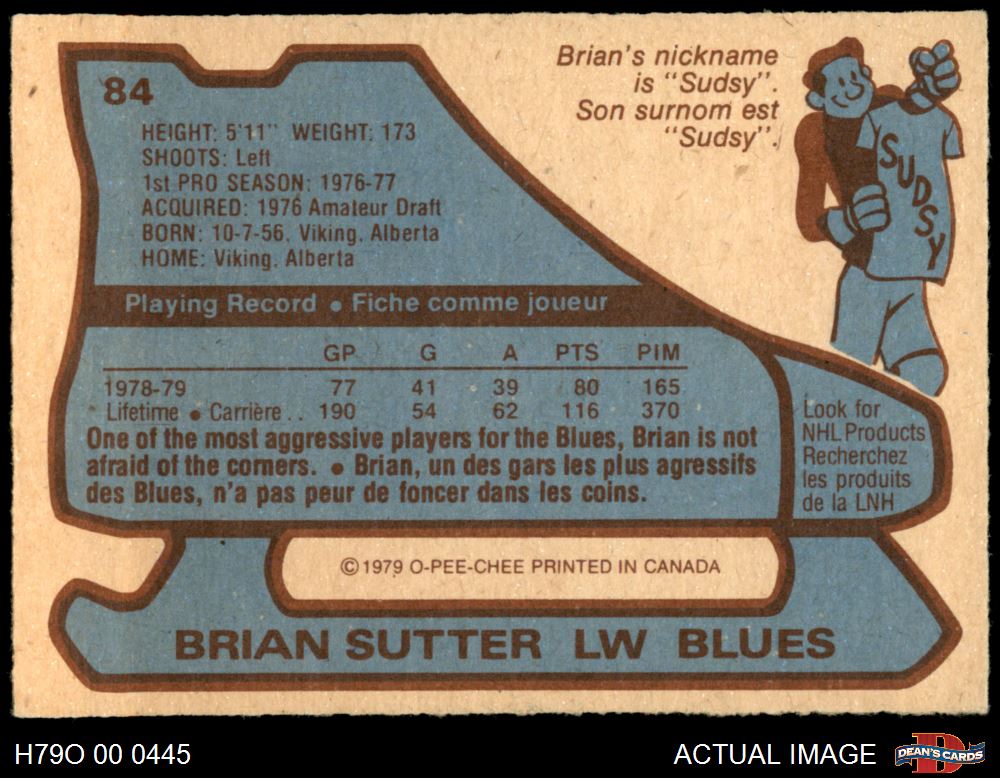 84
Brian's nickname
is "Sudsy".
Son surnom est
"Sudsy".
SUDSY
HEIGHT: 5'11" WEIGHT: 173
SHOOTS: Left
1st PRO SEASON: 1976-77
ACQUIRED: 1976 Amateur Draft
BORN: 10-7-56, Viking, Alberta
HOME: Viking, Alberta
Playing Record • Fiche comme joueur
GP G A PTS PIM
1978-79 77 41 39 80 165
Lifetime • Carrière . . 190 54 62 116 370
One of the most aggressive players for the Blues, Brian is not
afraid of the corners. • Brian, un des gars les plus agressifs
des Blues, n'a pas peur de foncer dans les coins.
Look for
NHL Products
Recherchez
les produits
de la LNH
©1979 O-PEE-CHEE PRINTED IN CANADA
BRIAN SUTTER LW BLUES
H79O 00 0445
ACTUAL IMAGE
D
DEAN'S CARDS